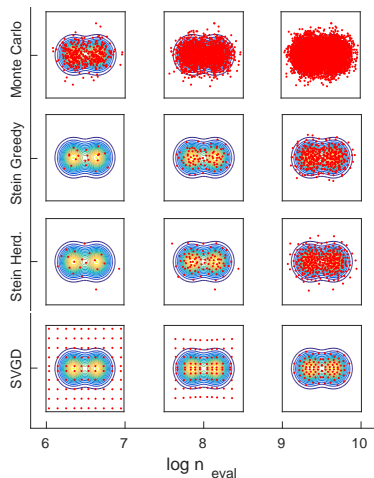 Monte Carlo
Stein Greedy
Stein Herd.
SVGD
6 7 8 9 10
log n eval